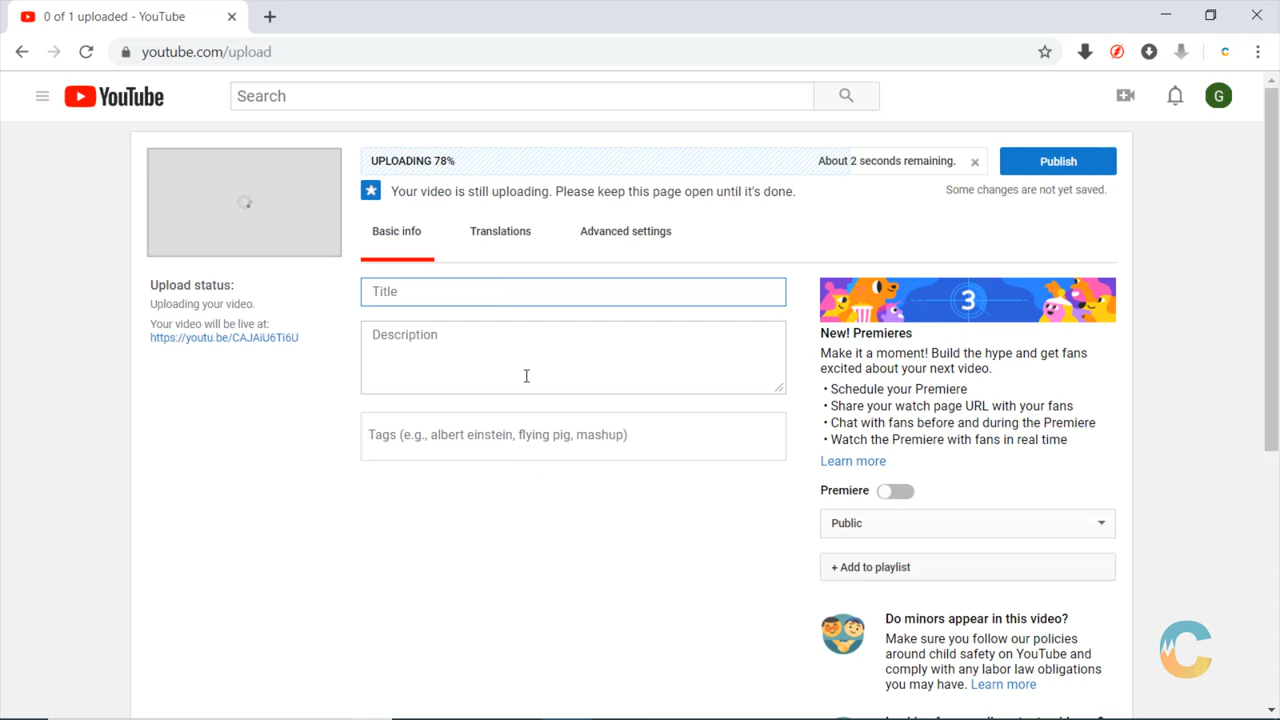 0 of 1 uploaded - YouTube
youtube.com/upload
YouTube
Search
G
UPLOADING 78%
About 2 seconds remaining.
Publish
Your video is still uploading. Please keep this page open until it's done.
Some changes are not yet saved.
Basic info
Translations
Advanced settings
Upload status:
Uploading your video.
Your video will be live at:
https://youtu.be/CAJAiU6Ti6U
Title
Description
Tags (e.g., albert einstein, flying pig, mashup)
3
New! Premieres
Make it a moment! Build the hype and get fans
excited about your next video.
• Schedule your Premiere
• Share your watch page URL with your fans
• Chat with fans before and during the Premiere
• Watch the Premiere with fans in real time
Learn more
Premiere
Public
+ Add to playlist
Do minors appear in this video?
Make sure you follow our policies
around child safety on YouTube and
comply with any labor law obligations
you may have. Learn more
C